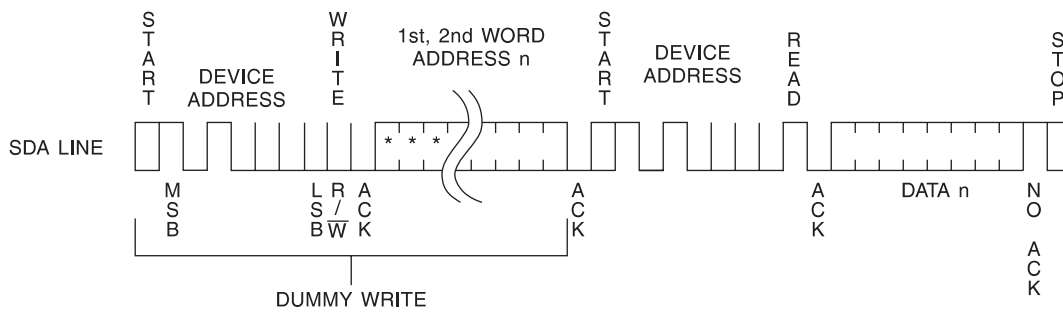 START
WRITE
START
READ
STOP
1st, 2nd WORD
ADDRESS n
DEVICE
ADDRESS
DEVICE
ADDRESS
SDA LINE
* * *
MSB
LSB
R/W
ACK
ACK
ACK
DATA n
NO ACK
DUMMY WRITE